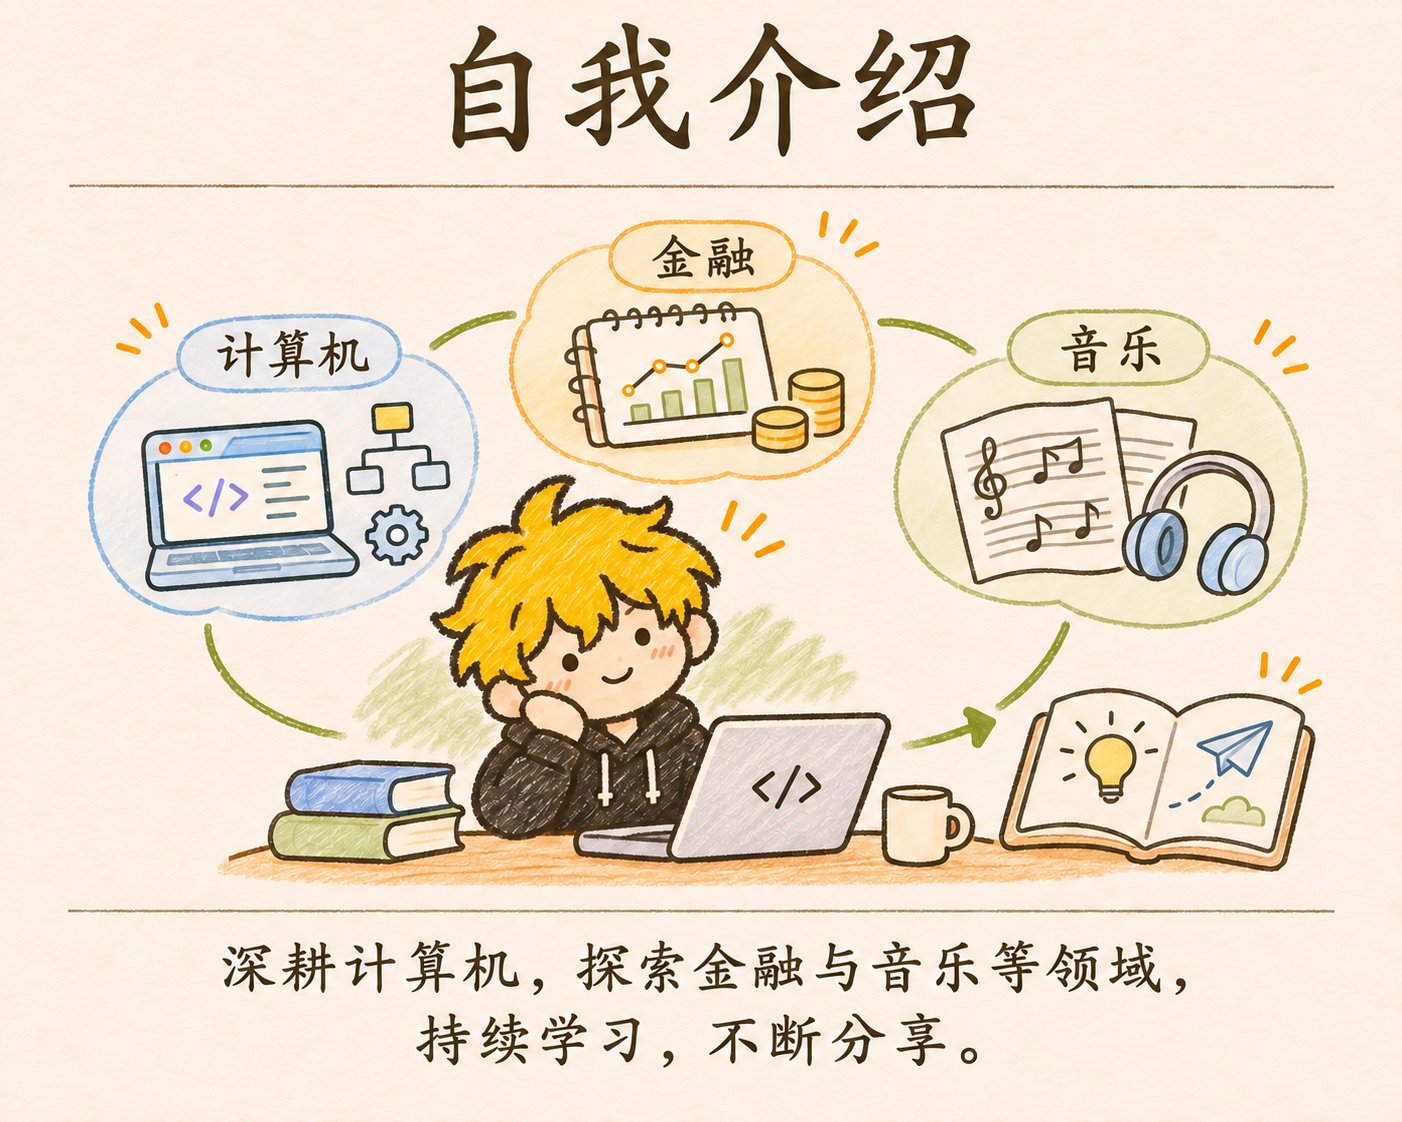 自我介绍
金融
计算机
音乐
</>
</>
深耕计算机，探索金融与音乐等领域，
持续学习，不断分享。